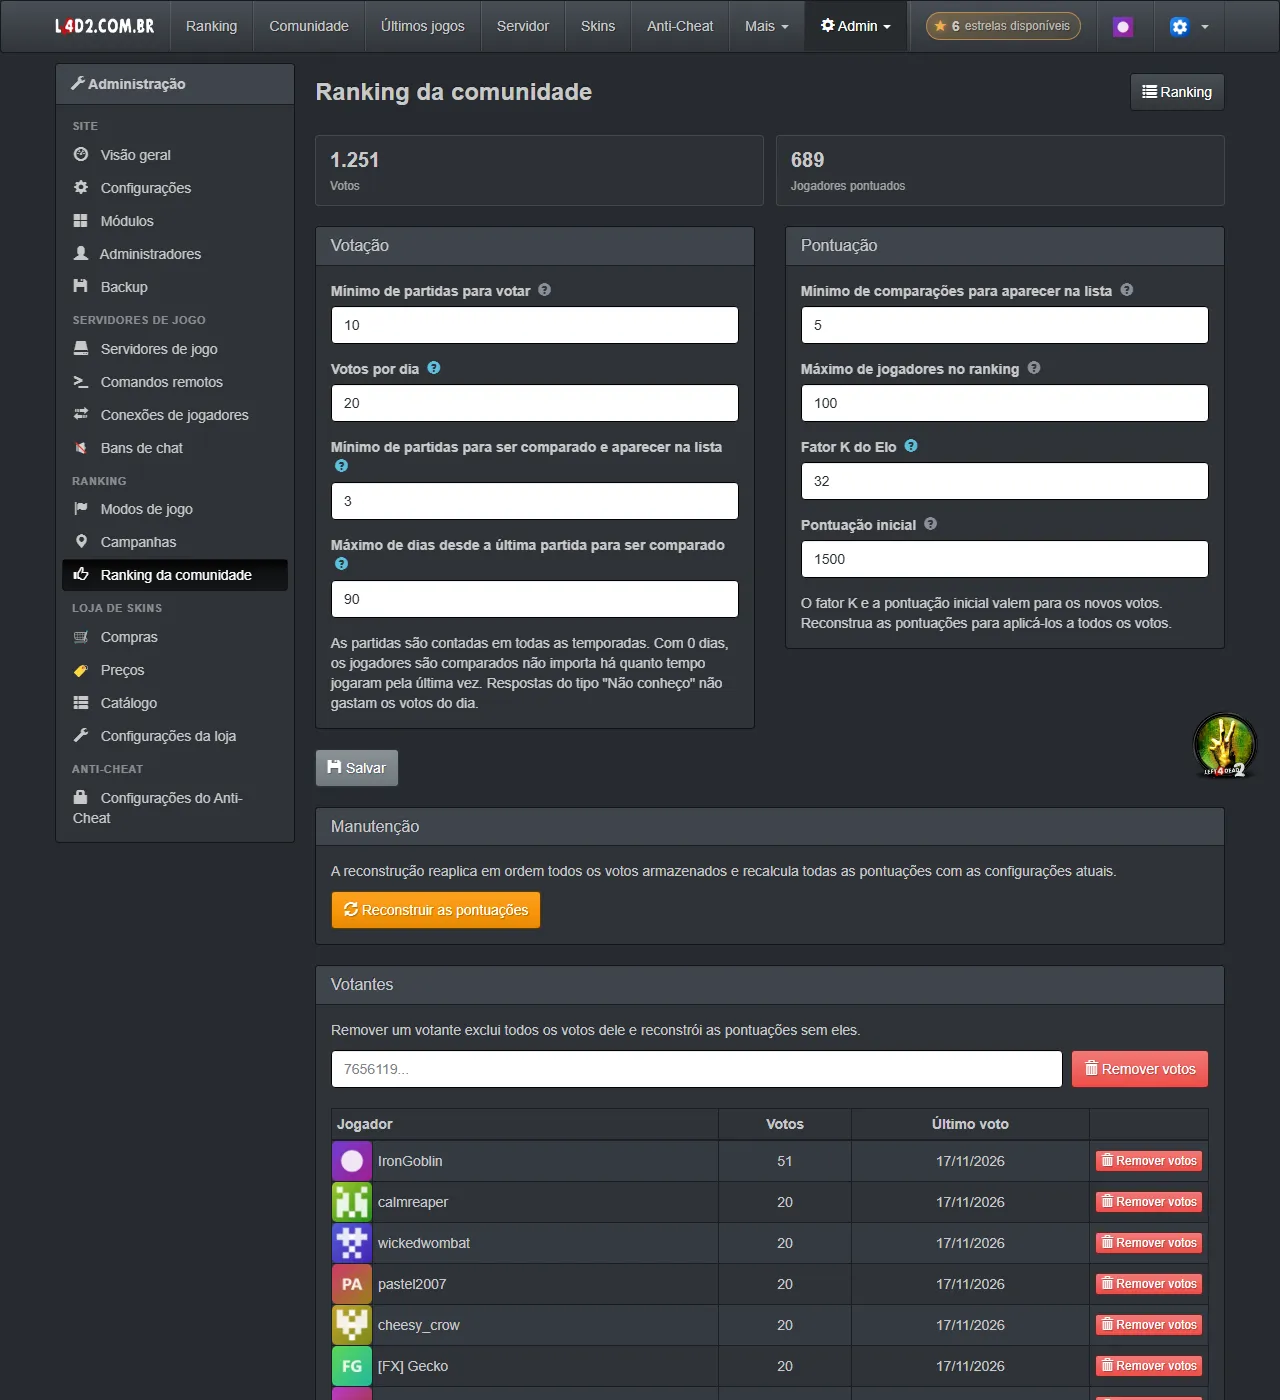 L4D2.COM.BR
Ranking
Comunidade
Últimos jogos
Servidor
Skins
Anti-Cheat
Mais
Admin
6 estrelas disponíveis
Administração
SITE
Visão geral
Configurações
Módulos
Administradores
Backup
SERVIDORES DE JOGO
Servidores de jogo
Comandos remotos
Conexões de jogadores
Bans de chat
RANKING
Modos de jogo
Campanhas
Ranking da comunidade
LOJA DE SKINS
Compras
Preços
Catálogo
Configurações da loja
ANTI-CHEAT
Configurações do Anti-
Cheat
Ranking da comunidade
Ranking
1.251
Votos
689
Jogadores pontuados
Votação
Mínimo de partidas para votar
10
Votos por dia
20
Mínimo de partidas para ser comparado e aparecer na lista
3
Máximo de dias desde a última partida para ser comparado
90
As partidas são contadas em todas as temporadas. Com 0 dias,
os jogadores são comparados não importa há quanto tempo
jogaram pela última vez. Respostas do tipo "Não conheço" não
gastam os votos do dia.
Pontuação
Mínimo de comparações para aparecer na lista
5
Máximo de jogadores no ranking
100
Fator K do Elo
32
Pontuação inicial
1500
O fator K e a pontuação inicial valem para os novos votos.
Reconstrua as pontuações para aplicá-los a todos os votos.
LEFT 4 DEAD 2
Salvar
Manutenção
A reconstrução reaplica em ordem todos os votos armazenados e recalcula todas as pontuações com as configurações atuais.
Reconstruir as pontuações
Votantes
Remover um votante exclui todos os votos dele e reconstrói as pontuações sem eles.
7656119...
Remover votos
Jogador Votos Último voto
IronGoblin 51 17/11/2026 Remover votos
calmreaper 20 17/11/2026 Remover votos
wickedwombat 20 17/11/2026 Remover votos
PA pastel2007 20 17/11/2026 Remover votos
cheesy_crow 20 17/11/2026 Remover votos
FG [FX] Gecko 20 17/11/2026 Remover votos